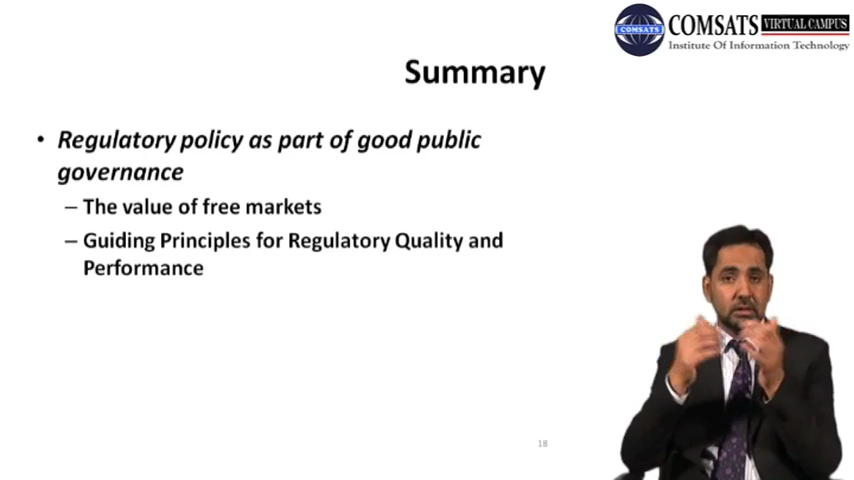 COMSATS
COMSATS VIRTUAL CAMPUS
Institute Of Information Technology
Summary
• Regulatory policy as part of good public
governance
– The value of free markets
– Guiding Principles for Regulatory Quality and
Performance
18